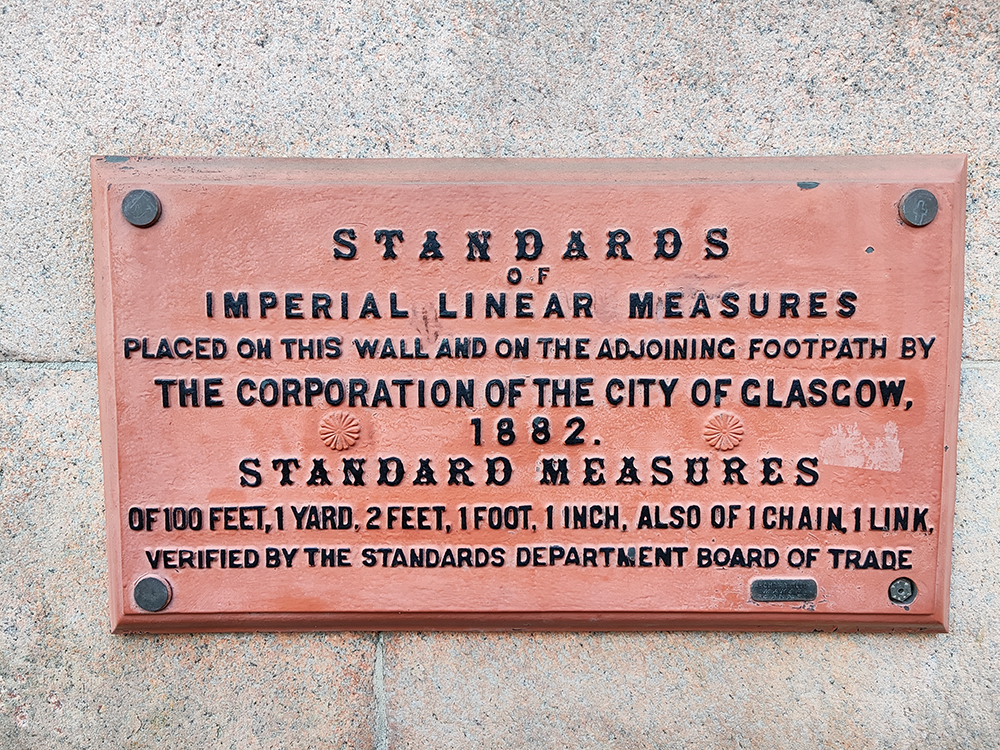 STANDARDS
OF
IMPERIAL LINEAR MEASURES
PLACED ON THIS WALL AND ON THE ADJOINING FOOTPATH BY
THE CORPORATION OF THE CITY OF GLASGOW,
1882.
STANDARD MEASURES
OF 100 FEET, 1 YARD, 2 FEET, 1 FOOT, 1 INCH, ALSO OF 1 CHAIN, 1 LINK,
VERIFIED BY THE STANDARDS DEPARTMENT BOARD OF TRADE